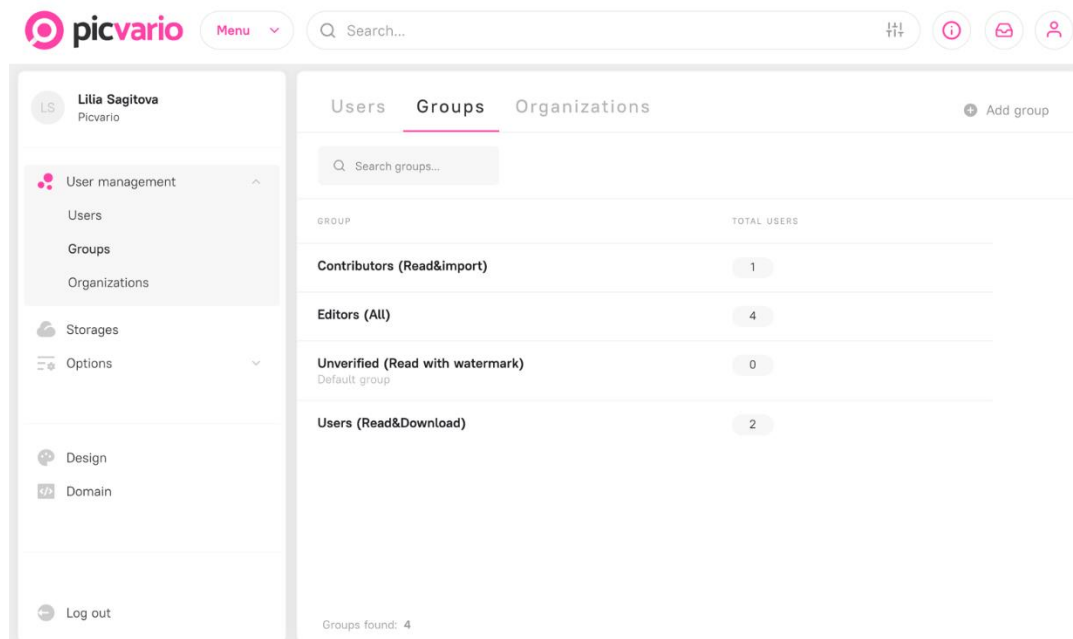 picvario
Menu
Search...
LS
Lilia Sagitova
Picvario
User management
Users
Groups
Organizations
Storages
Options
Design
Domain
Log out
Users Groups Organizations
Add group
Search groups...
GROUP TOTAL USERS
Contributors (Read&import) 1
Editors (All) 4
Unverified (Read with watermark) 0
Default group
Users (Read&Download) 2
Groups found: 4